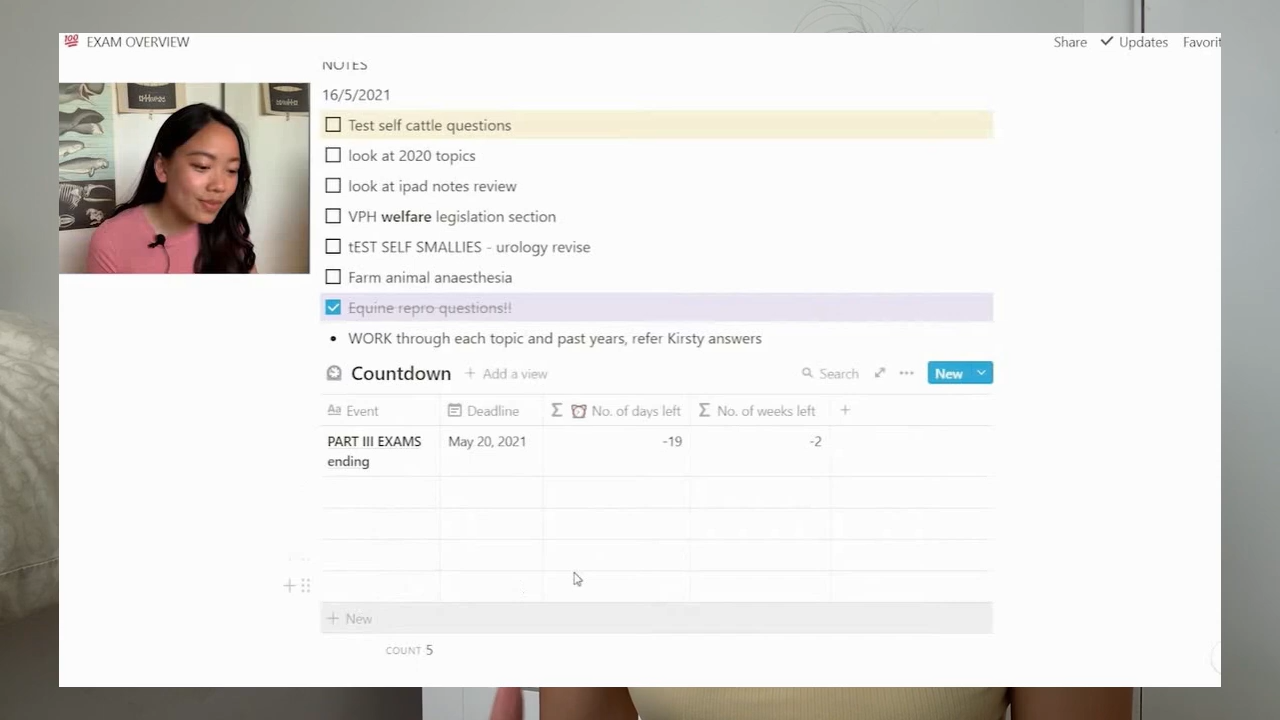 💯 EXAM OVERVIEW
Share ✓ Updates Favorit
NOTES
16/5/2021
Test self cattle questions
look at 2020 topics
look at ipad notes review
VPH welfare legislation section
tEST SELF SMALLIES - urology revise
Farm animal anaesthesia
Equine repro questions!!
• WORK through each topic and past years, refer Kirsty answers
Countdown + Add a view Search ••• New
Aa Event Deadline Σ ⏰ No. of days left Σ No. of weeks left +
PART III EXAMS May 20, 2021 -19 -2
ending
+ New
COUNT 5